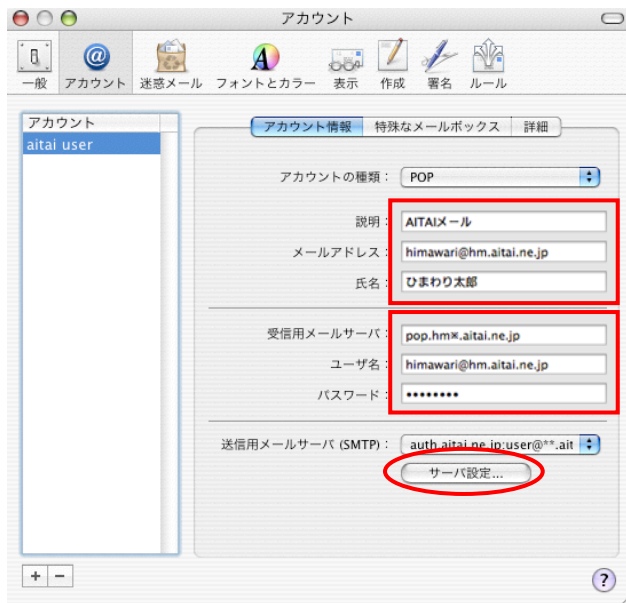 アカウント
一般 アカウント 迷惑メール フォントとカラー 表示 作成 署名 ルール
アカウント
aitai user
アカウント情報 特殊なメールボックス 詳細
アカウントの種類： POP
説明： AITAIメール
メールアドレス： himawari@hm.aitai.ne.jp
氏名： ひまわり太郎
受信用メールサーバ： pop.hm※.aitai.ne.jp
ユーザ名： himawari@hm.aitai.ne.jp
パスワード： ••••••••
送信用メールサーバ (SMTP)： auth.aitai.ne.jp:user@**.ait
サーバ設定...
+ − ?